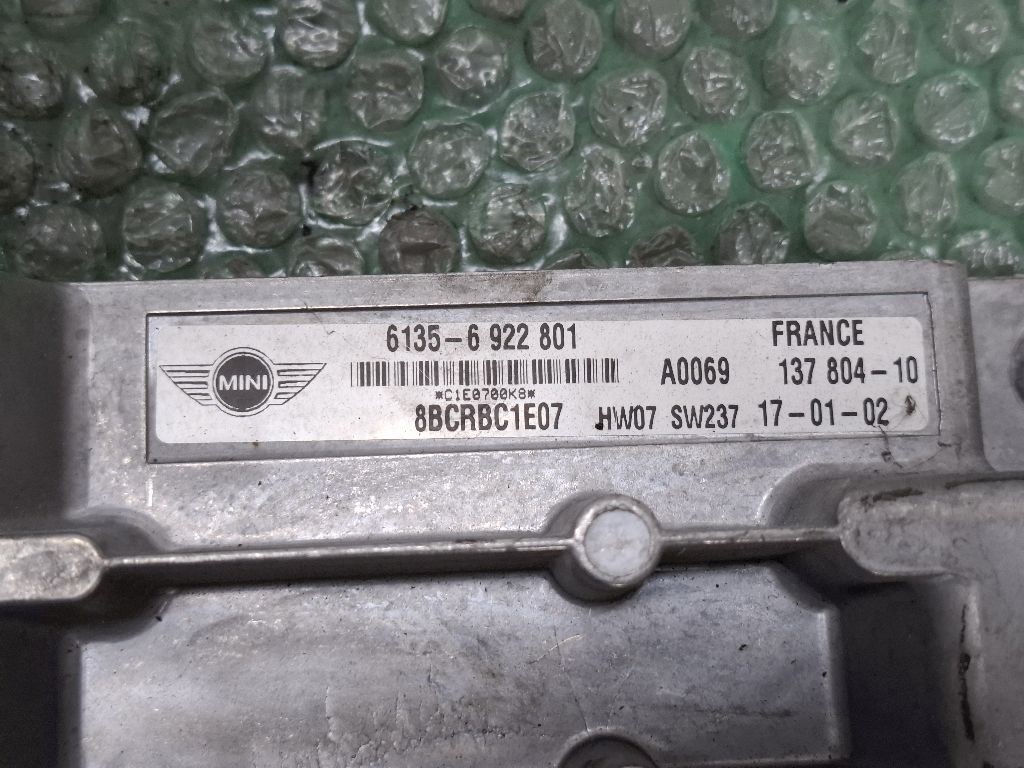 MINI
6135-6 922 801 FRANCE
A0069 137 804-10
*C1E0700K8*
8BCRBC1E07 HW07 SW237 17-01-02